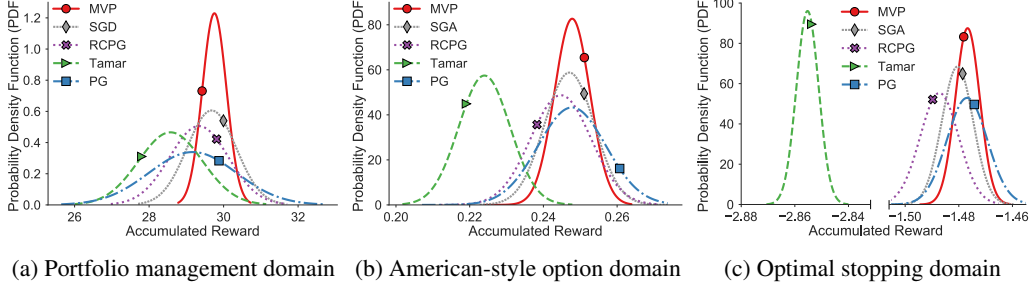 Probability Density Function (PDF)
1.2
1.0
0.8
0.6
0.4
0.2
0.0
MVP
SGD
RCPG
Tamar
PG
26
28
30
32
Accumulated Reward
(a) Portfolio management domain
Probability Density Function (PDF
80
60
40
20
0
MVP
SGA
RCPG
Tamar
PG
0.20
0.22
0.24
0.26
Accumulated Reward
(b) American-style option domain
Probability Density Function (PDF
100
80
60
40
20
0
MVP
SGA
RCPG
Tamar
PG
−2.88
−2.86
−2.84
−1.50
−1.48
−1.46
Accumulated Reward
(c) Optimal stopping domain